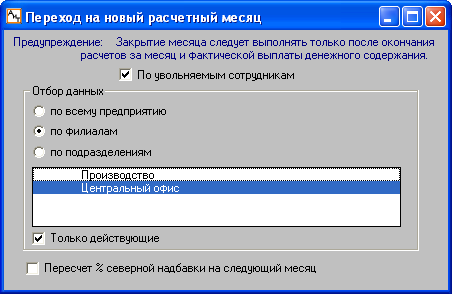 Переход на новый расчетный месяц
Предупреждение: Закрытие месяца следует выполнять только после окончания
расчетов за месяц и фактической выплаты денежного содержания.
По увольняемым сотрудникам
Отбор данных
по всему предприятию
по филиалам
по подразделениям
Производство
Центральный офис
Только действующие
Пересчет % северной надбавки на следующий месяц